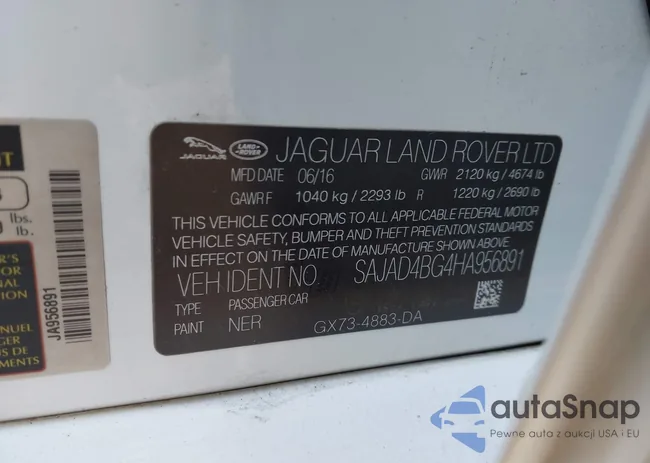 JAGUAR
LAND ROVER
JAGUAR LAND ROVER LTD
MFD DATE 06/16 GWR 2120 kg / 4674 lb
GAWR F 1040 kg / 2293 lb R 1220 kg / 2690 lb
THIS VEHICLE CONFORMS TO ALL APPLICABLE FEDERAL MOTOR
VEHICLE SAFETY, BUMPER AND THEFT PREVENTION STANDARDS
IN EFFECT ON THE DATE OF MANUFACTURE SHOWN ABOVE.
VEH IDENT NO SAJAD4BG4HA956891
TYPE PASSENGER CAR
PAINT NER GX73-4883-DA
lbs.
lb.
JA956891
autaSnap
Pewne auta z aukcji USA i EU